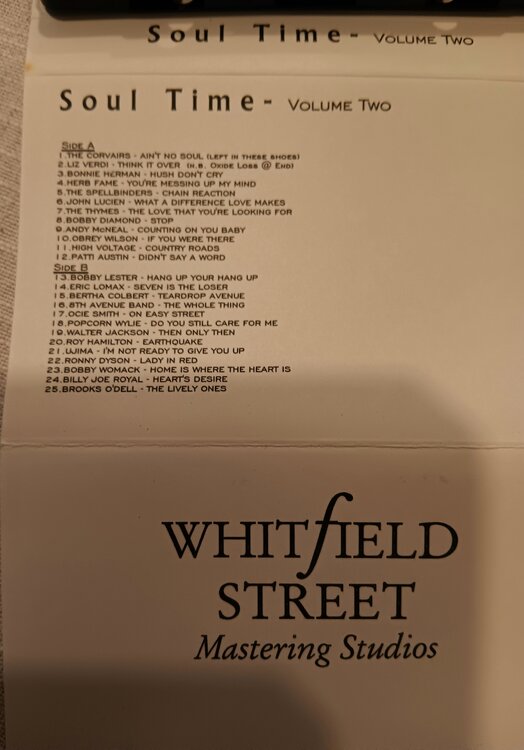 Soul Time- Volume Two
Soul Time- Volume Two
Side A
1.The Corvairs - Ain't No Soul (Left In These Shoes)
2.Liz Verdi - Think It Over (N.B. Oxide Loss @ End)
3.Bonnie Herman - Hush Don't Cry
4.Herb Fame - You're Messing Up My Mind
5.The Spellbinders - Chain Reaction
6.John Lucien - What A Difference Love Makes
7.The Thymes - The Love That You're Looking For
8.Bobby Diamond - Stop
9.Andy McNeal - Counting On You Baby
10.Obrey Wilson - If You Were There
11.High Voltage - Country Roads
12.Patti Austin - Didn't Say A Word
Side B
13.Bobby Lester - Hang Up Your Hang Up
14.Eric Lomax - Seven Is The Loser
15.Bertha Colbert - Teardrop Avenue
16.8th Avenue Band - The Whole Thing
17.Ocie Smith - On Easy Street
18.Popcorn Wylie - Do You Still Care For Me
19.Walter Jackson - Then Only Then
20.Roy Hamilton - Earthquake
21.Ujima - I'm Not Ready To Give You Up
22.Ronny Dyson - Lady In Red
23.Bobby Womack - Home Is Where The Heart Is
24.Billy Joe Royal - Heart's Desire
25.Brooks O'Dell - The Lively Ones
WHITfIELD
STREET
Mastering Studios